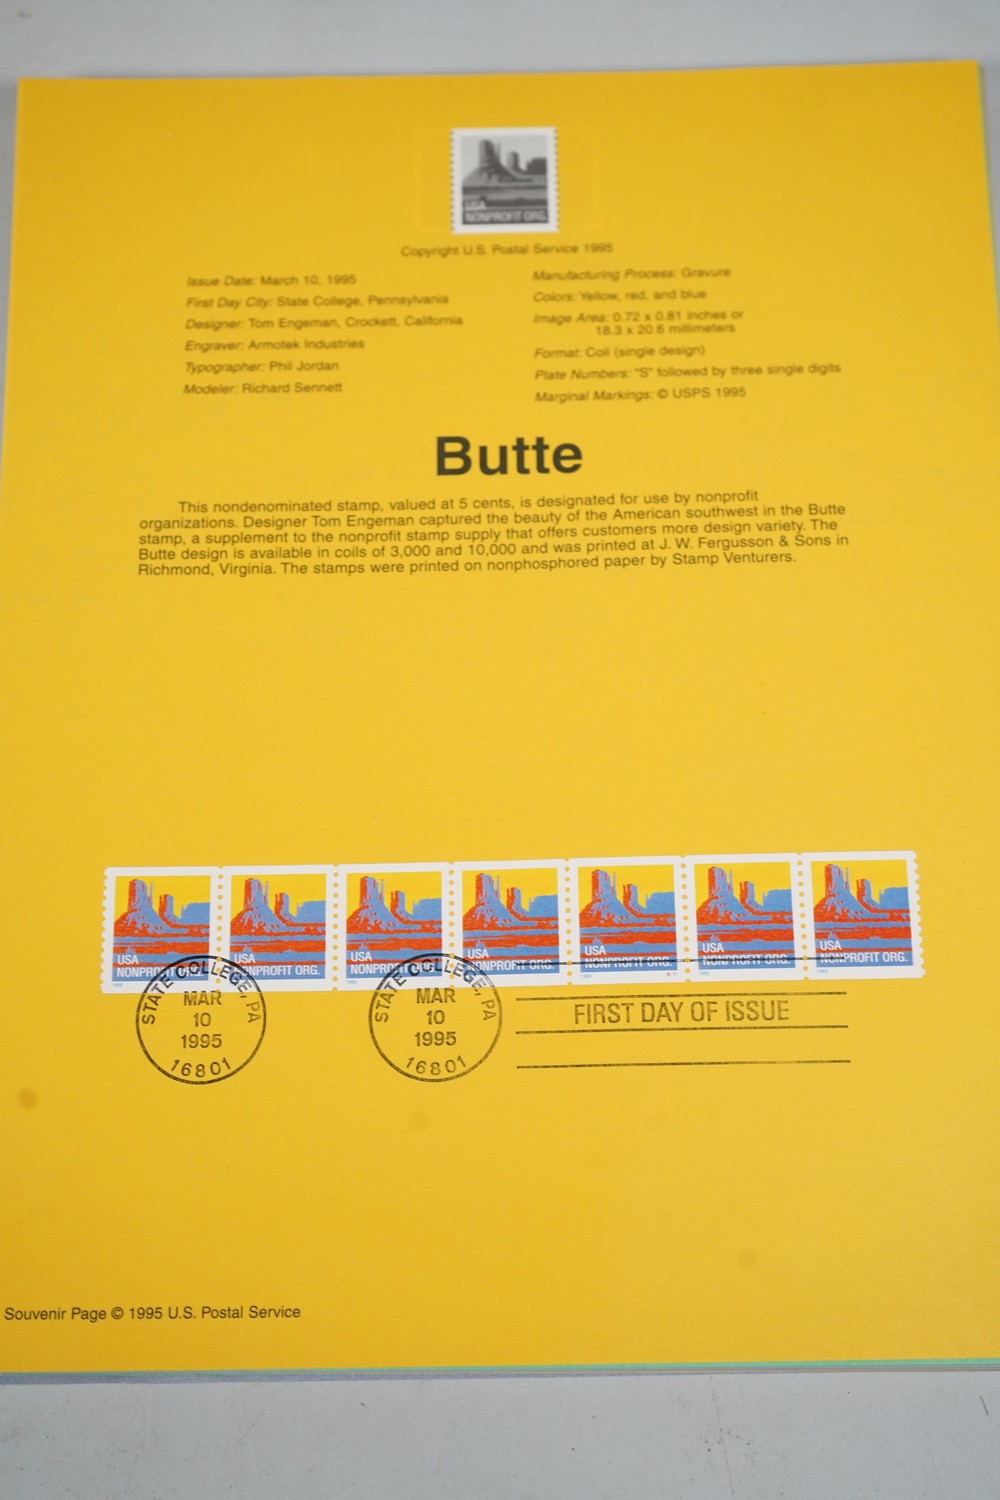 USA
NONPROFIT ORG.
Copyright U.S. Postal Service 1995
Issue Date: March 10, 1995
First Day City: State College, Pennsylvania
Designer: Tom Engeman, Crockett, California
Engraver: Armotek Industries
Typographer: Phil Jordan
Modeler: Richard Sennett
Manufacturing Process: Gravure
Colors: Yellow, red, and blue
Image Area: 0.72 x 0.81 inches or
18.3 x 20.6 millimeters
Format: Coil (single design)
Plate Numbers: "S" followed by three single digits
Marginal Markings: © USPS 1995
Butte
This nondenominated stamp, valued at 5 cents, is designated for use by nonprofit
organizations. Designer Tom Engeman captured the beauty of the American southwest in the Butte
stamp, a supplement to the nonprofit stamp supply that offers customers more design variety. The
Butte design is available in coils of 3,000 and 10,000 and was printed at J. W. Fergusson & Sons in
Richmond, Virginia. The stamps were printed on nonphosphored paper by Stamp Venturers.
USA USA USA USA USA USA USA
NONPROFIT ORG. NONPROFIT ORG. NONPROFIT ORG. NONPROFIT ORG. NONPROFIT ORG. NONPROFIT ORG. NONPROFIT ORG.
STATE COLLEGE, PA
MAR
10
1995
16801
STATE COLLEGE, PA
MAR
10
1995
16801
FIRST DAY OF ISSUE
Souvenir Page © 1995 U.S. Postal Service